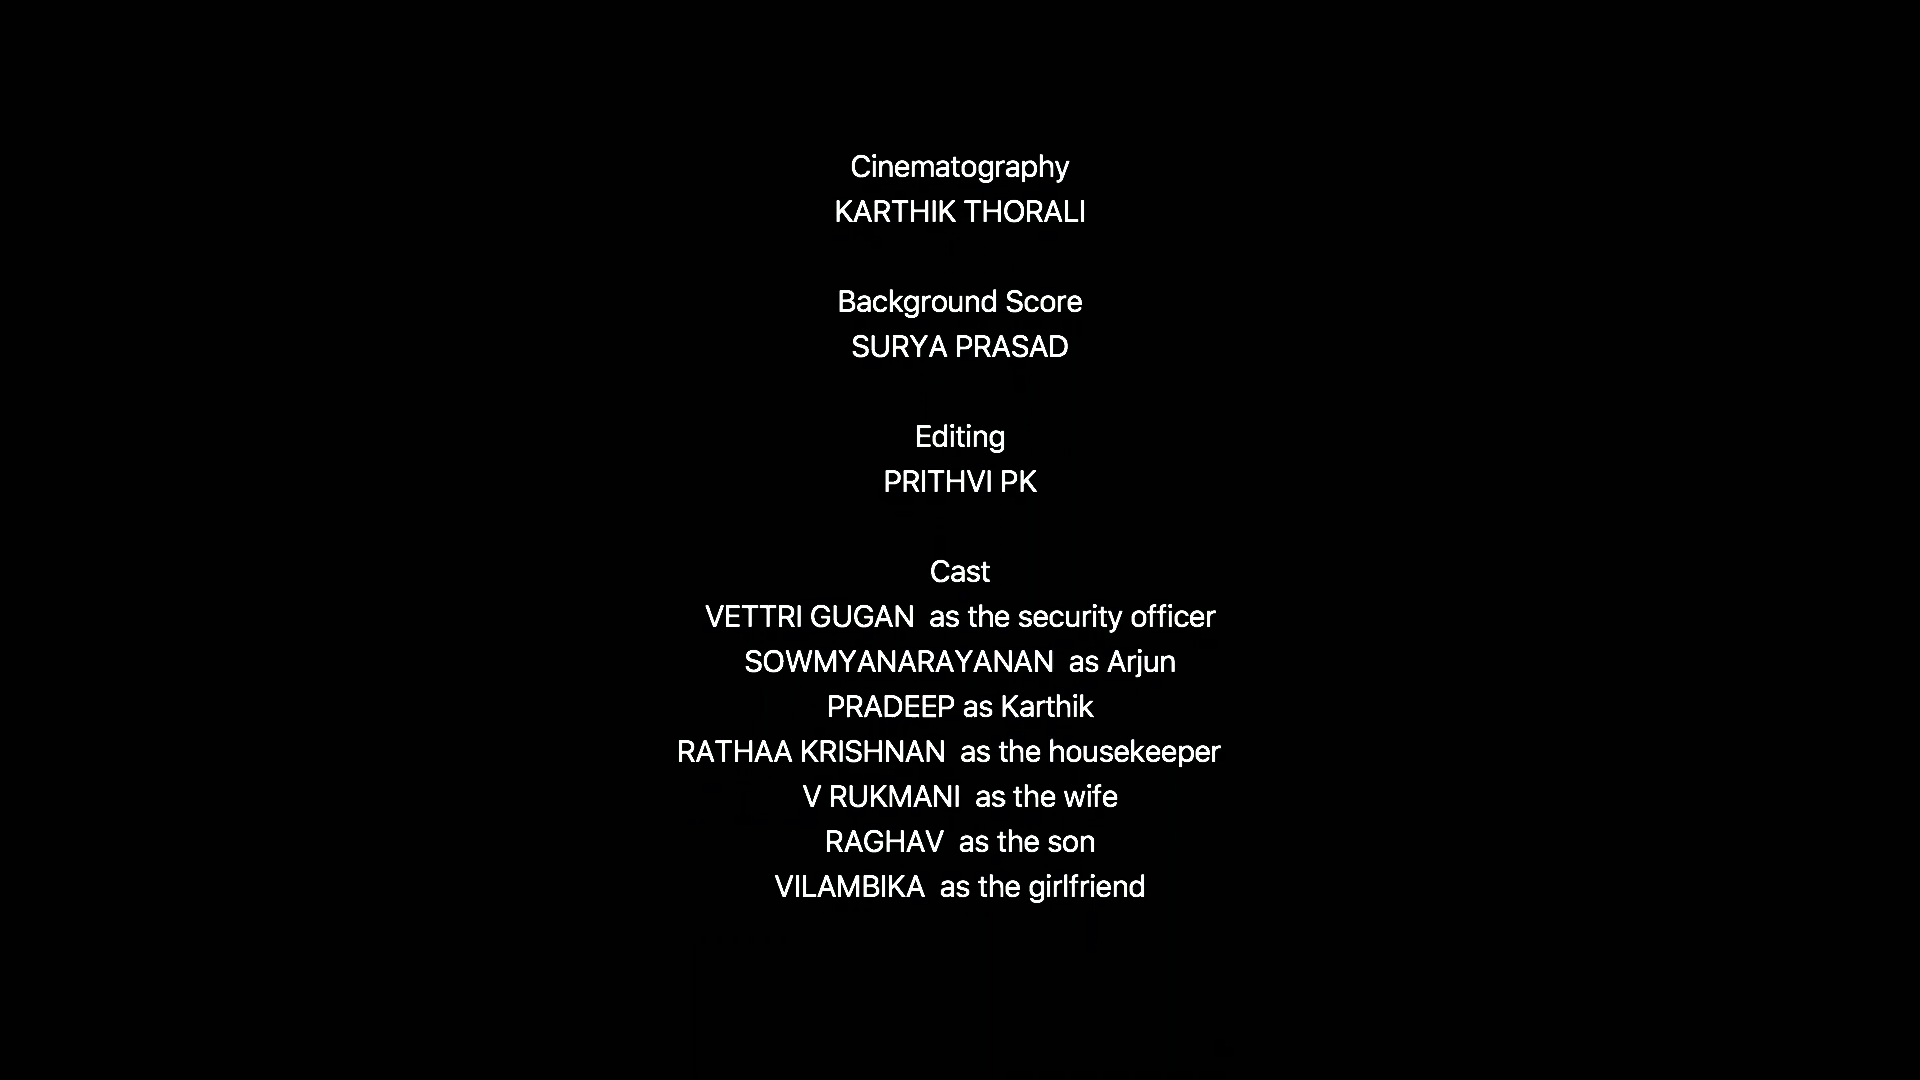 Cinematography
KARTHIK THORALI
Background Score
SURYA PRASAD
Editing
PRITHVI PK
Cast
VETTRI GUGAN  as the security officer
SOWMYANARAYANAN  as Arjun
PRADEEP as Karthik
RATHAA KRISHNAN  as the housekeeper
V RUKMANI  as the wife
RAGHAV  as the son
VILAMBIKA  as the girlfriend